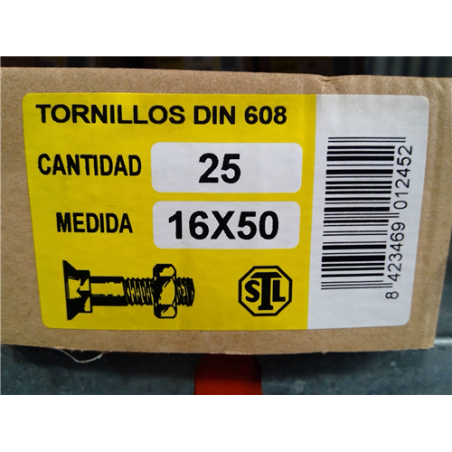 TORNILLOS DIN 608
CANTIDAD 25
MEDIDA 16X50
STL
8 423469 012452